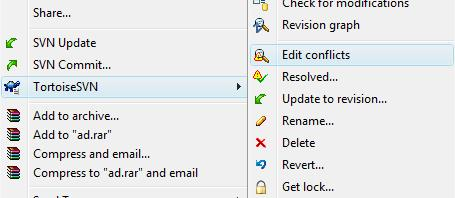 Share...
SVN Update
SVN Commit...
TortoiseSVN
Add to archive...
Add to "ad.rar"
Compress and email...
Compress to "ad.rar" and email
Check for modifications
Revision graph
Edit conflicts
Resolved...
Update to revision...
Rename...
Delete
Revert...
Get lock...